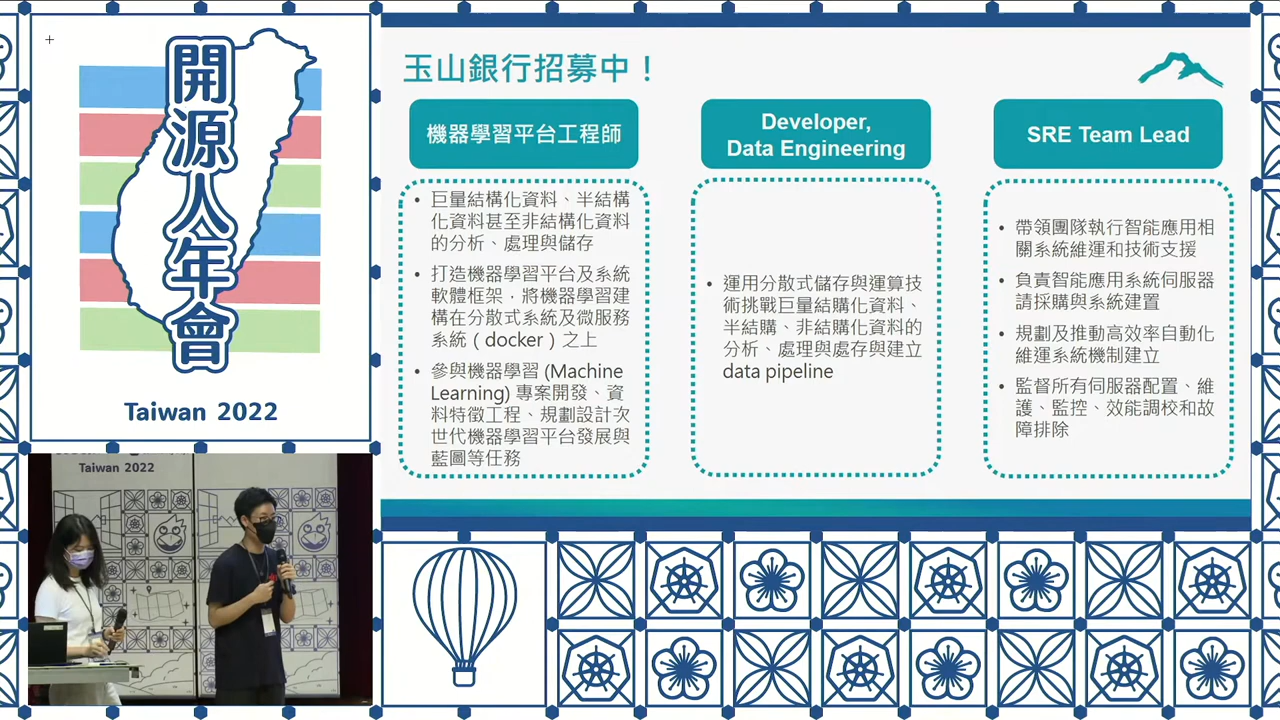 開源人年會
Taiwan 2022
玉山銀行招募中！
機器學習平台工程師
• 巨量結構化資料、半結構
化資料甚至非結構化資料
的分析、處理與儲存
• 打造機器學習平台及系統
軟體框架，將機器學習建
構在分散式系統及微服務
系統（docker）之上
• 參與機器學習 (Machine
Learning) 專案開發、資
料特徵工程、規劃設計次
世代機器學習平台發展與
藍圖等任務
Developer,
Data Engineering
• 運用分散式儲存與運算技
術挑戰巨量結購化資料、
半結購、非結購化資料的
分析、處理與處存與建立
data pipeline
SRE Team Lead
• 帶領團隊執行智能應用相
關系統維運和技術支援
• 負責智能應用系統伺服器
請採購與系統建置
• 規劃及推動高效率自動化
維運系統機制建立
• 監督所有伺服器配置、維
護、監控、效能調校和故
障排除
Taiwan 2022